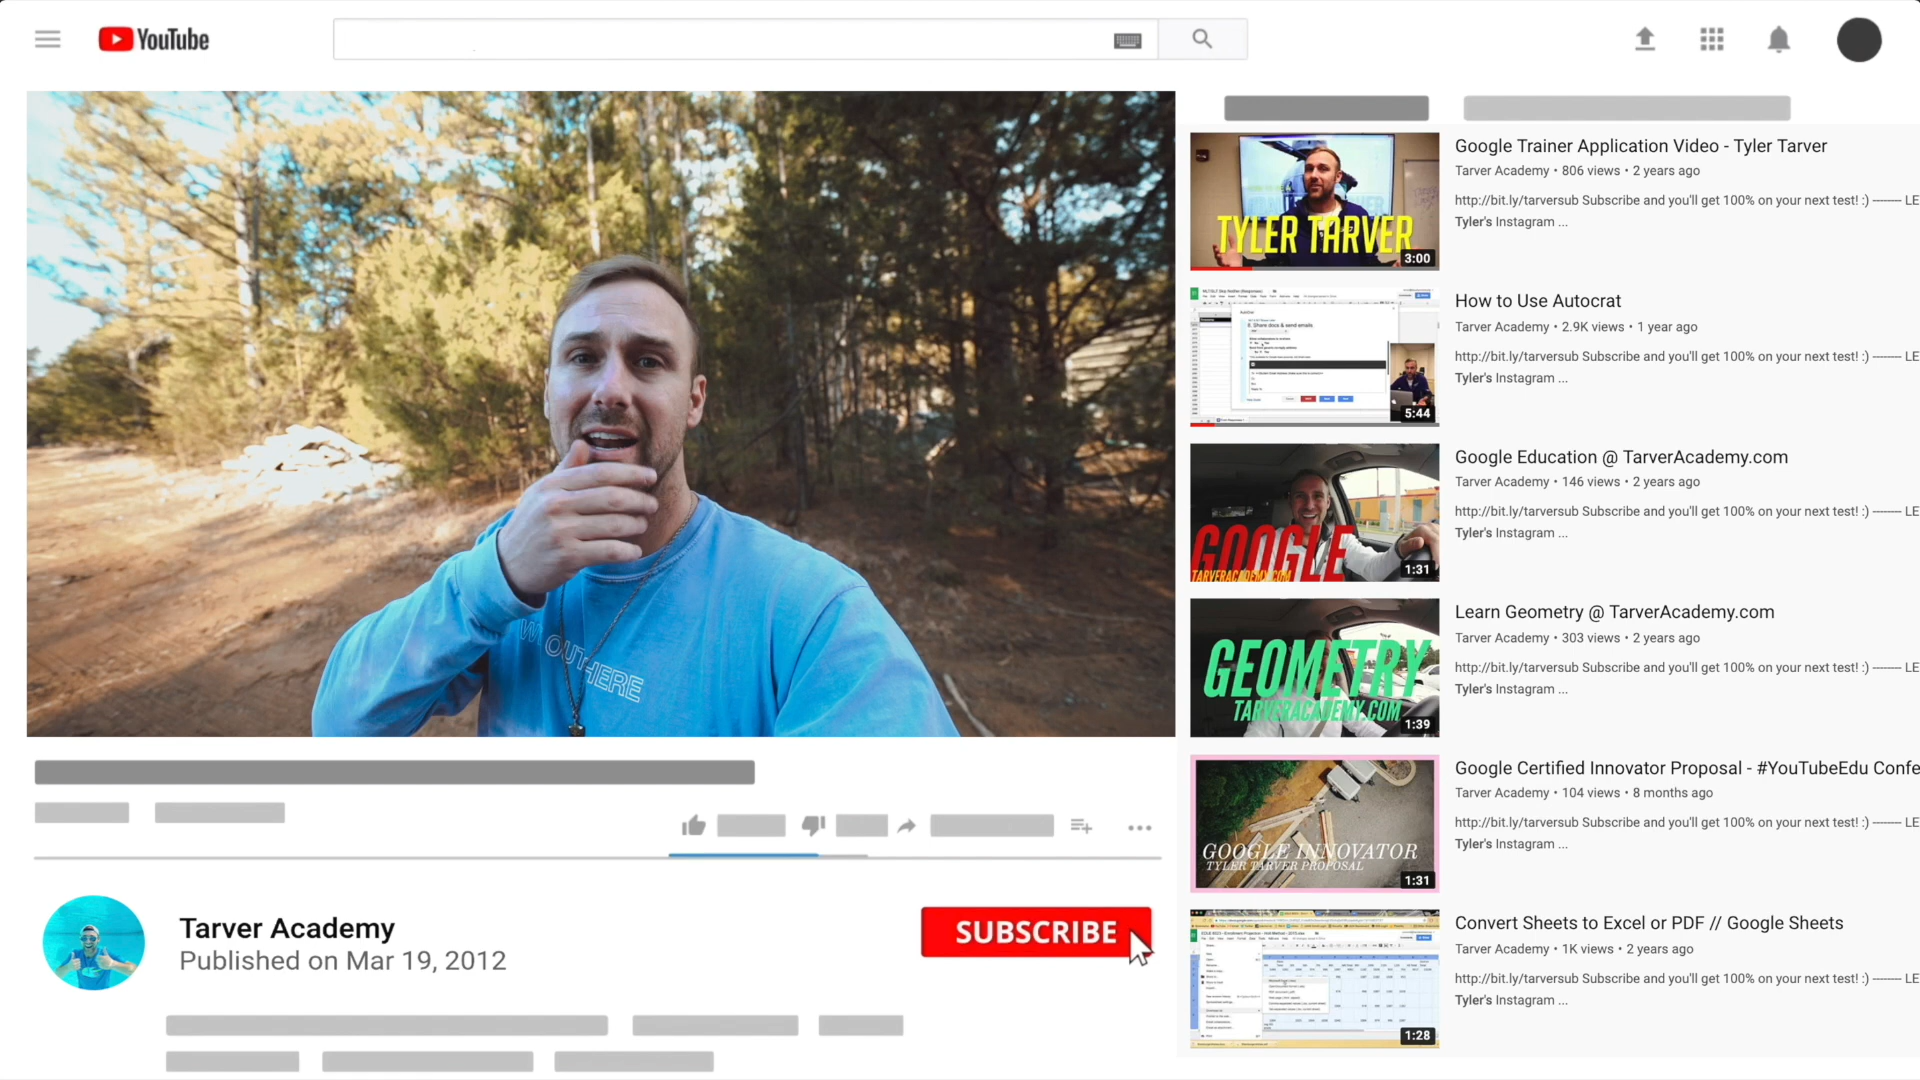 YouTube
W OUTHERE
Tarver Academy
Published on Mar 19, 2012
SUBSCRIBE
TYLER TARVER
3:00
Google Trainer Application Video - Tyler Tarver
Tarver Academy • 806 views • 2 years ago
http://bit.ly/tarversub Subscribe and you'll get 100% on your next test! :) -------- LE
Tyler's Instagram ...
8. Share docs & send emails
5:44
How to Use Autocrat
Tarver Academy • 2.9K views • 1 year ago
http://bit.ly/tarversub Subscribe and you'll get 100% on your next test! :) -------- LE
Tyler's Instagram ...
GOOGLE
TARVERACADEMY.COM
1:31
Google Education @ TarverAcademy.com
Tarver Academy • 146 views • 2 years ago
http://bit.ly/tarversub Subscribe and you'll get 100% on your next test! :) -------- LE
Tyler's Instagram ...
GEOMETRY
TARVERACADEMY.COM
1:39
Learn Geometry @ TarverAcademy.com
Tarver Academy • 303 views • 2 years ago
http://bit.ly/tarversub Subscribe and you'll get 100% on your next test! :) -------- LE
Tyler's Instagram ...
GOOGLE INNOVATOR
TYLER TARVER PROPOSAL
1:31
Google Certified Innovator Proposal - #YouTubeEdu Confe
Tarver Academy • 104 views • 8 months ago
http://bit.ly/tarversub Subscribe and you'll get 100% on your next test! :) -------- LE
Tyler's Instagram ...
1:28
Convert Sheets to Excel or PDF // Google Sheets
Tarver Academy • 1K views • 2 years ago
http://bit.ly/tarversub Subscribe and you'll get 100% on your next test! :) -------- LE
Tyler's Instagram ...